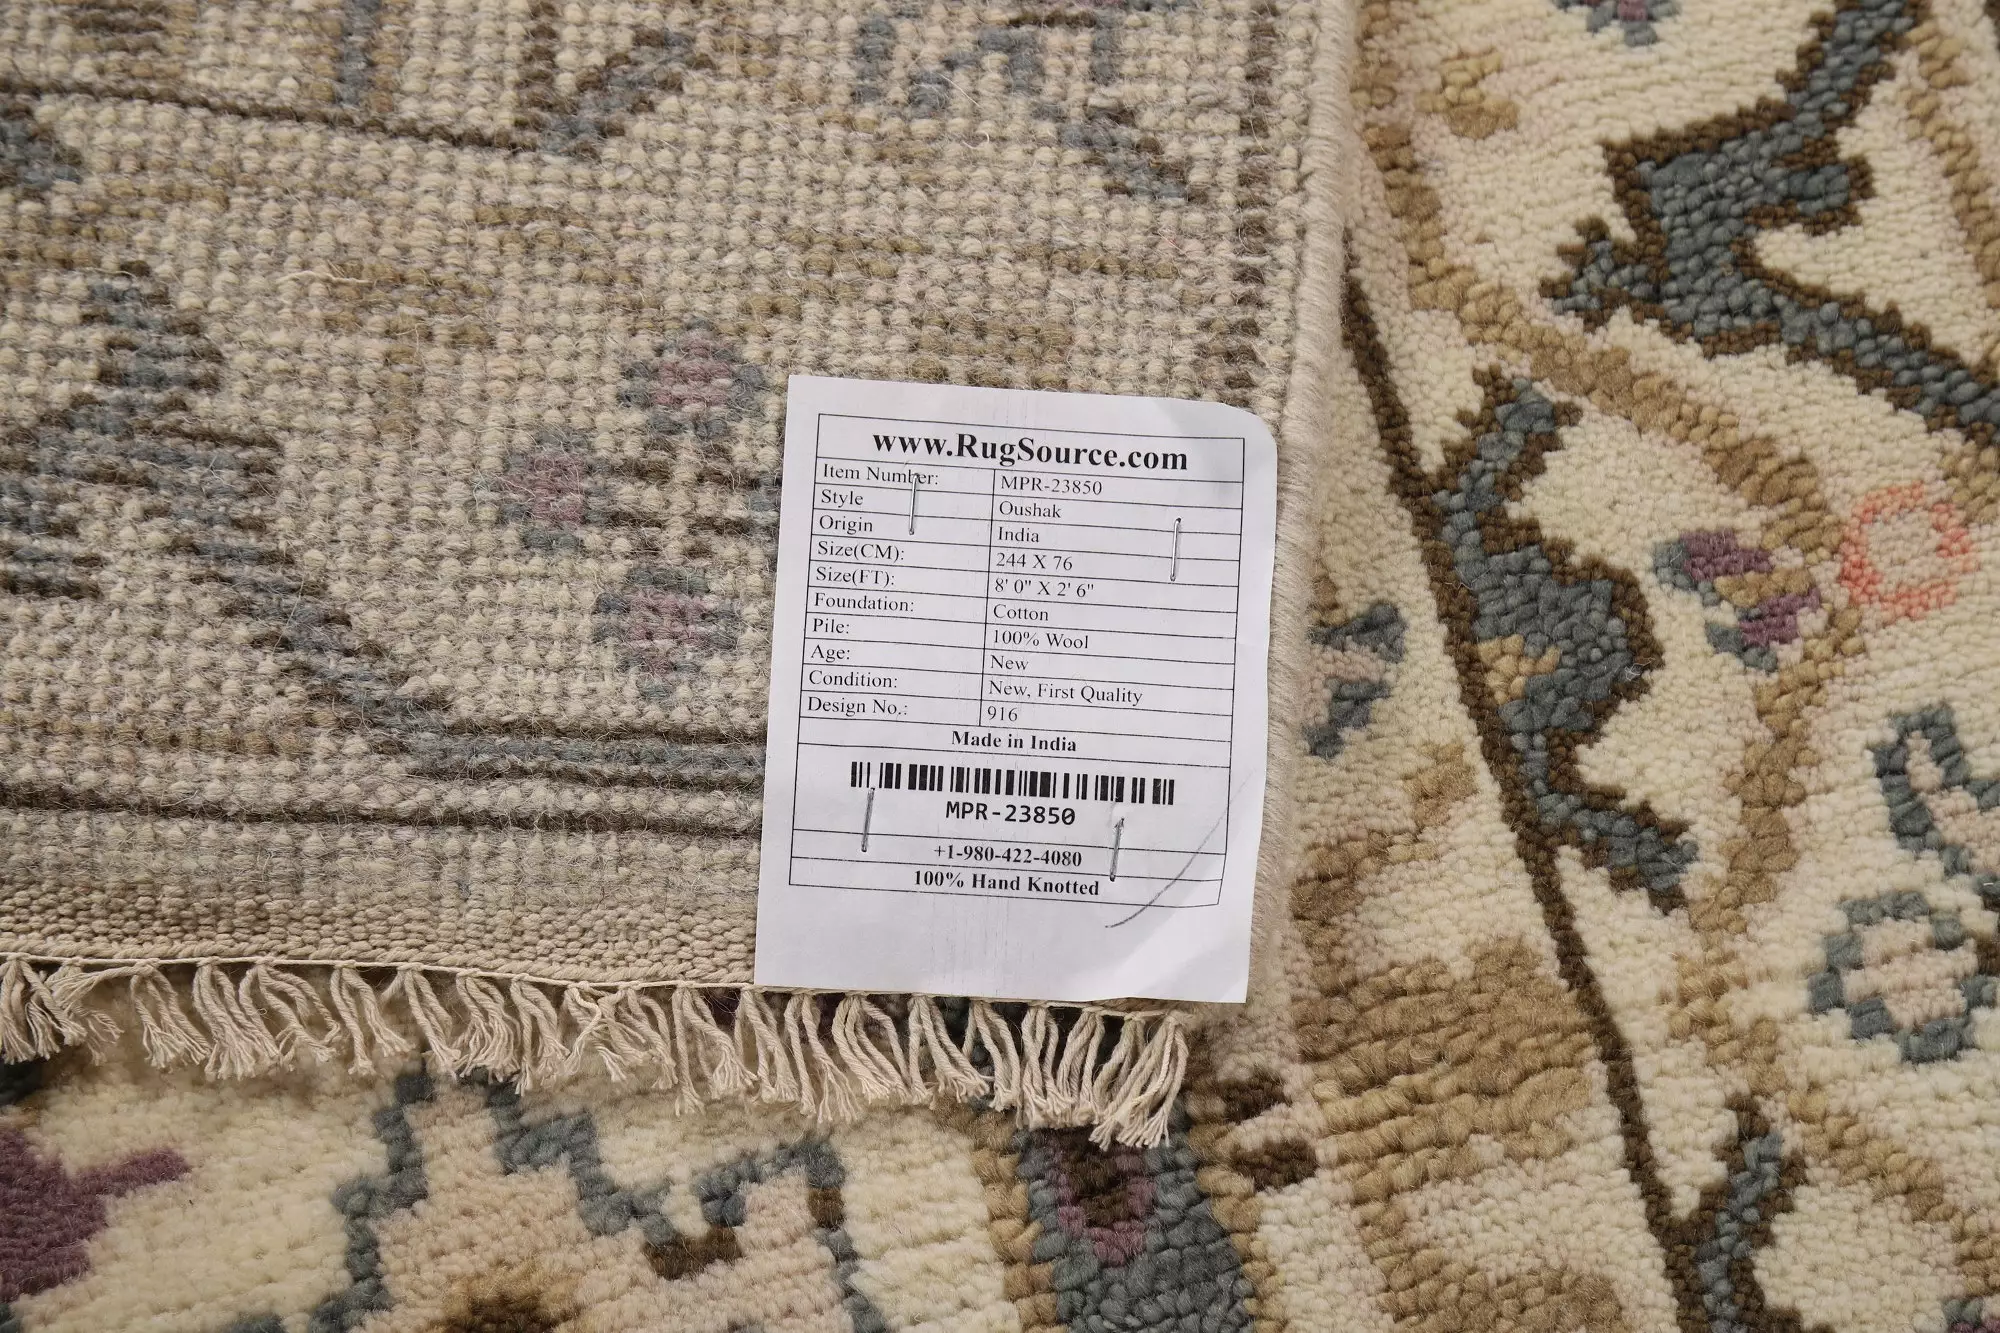 www.RugSource.com
Item Number: MPR-23850
Style Oushak
Origin India
Size(CM): 244 X 76
Size(FT): 8' 0" X 2' 6"
Foundation: Cotton
Pile: 100% Wool
Age: New
Condition: New, First Quality
Design No.: 916
Made in India
MPR-23850
+1-980-422-4080
100% Hand Knotted